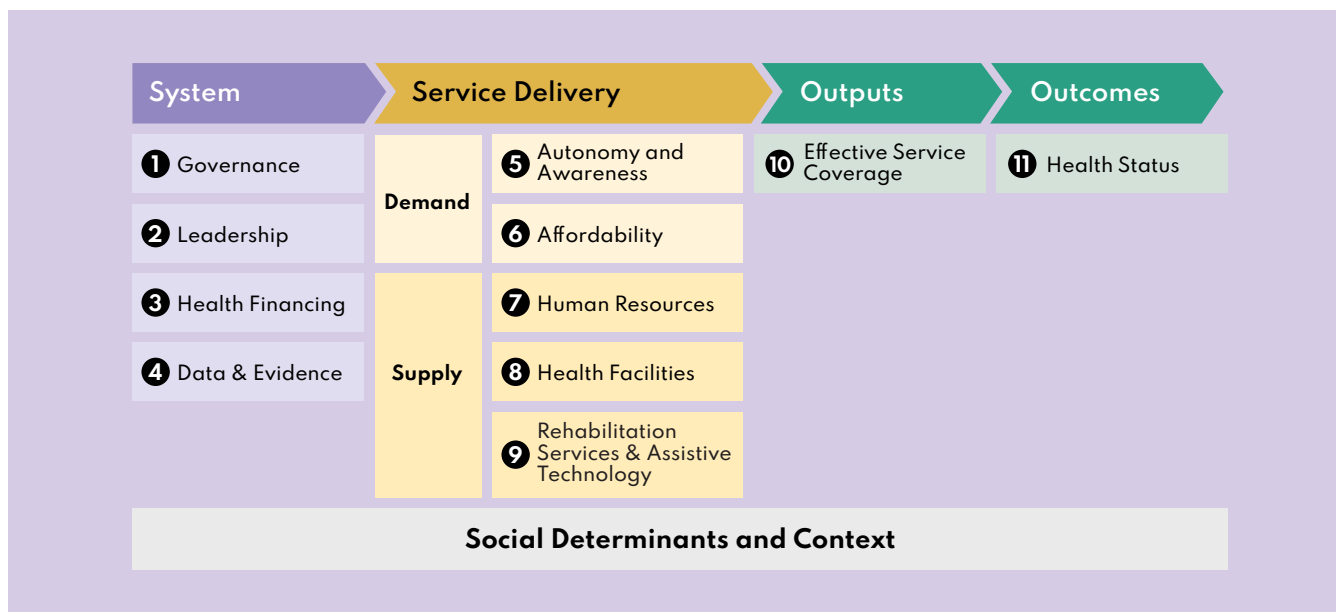 System
Service Delivery
Outputs
Outcomes
1 Governance
2 Leadership
3 Health Financing
4 Data & Evidence
Demand
5 Autonomy and
Awareness
6 Affordability
Supply
7 Human Resources
8 Health Facilities
9 Rehabilitation
Services & Assistive
Technology
10 Effective Service
Coverage
11 Health Status
Social Determinants and Context